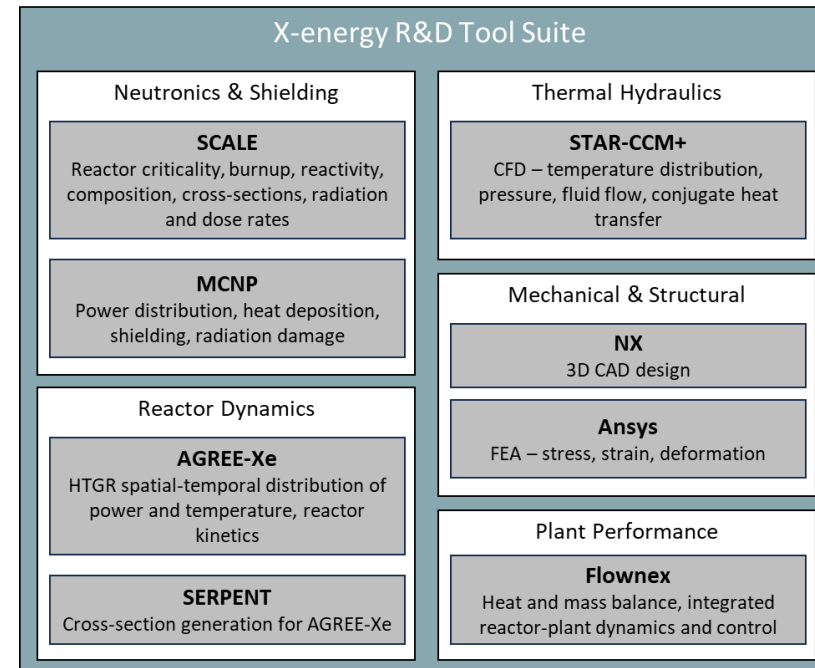 X-energy R&D Tool Suite
Neutronics & Shielding
SCALE
Reactor criticality, burnup, reactivity,
composition, cross-sections, radiation
and dose rates
MCNP
Power distribution, heat deposition,
shielding, radiation damage
Reactor Dynamics
AGREE-Xe
HTGR spatial-temporal distribution of
power and temperature, reactor
kinetics
SERPENT
Cross-section generation for AGREE-Xe
Thermal Hydraulics
STAR-CCM+
CFD – temperature distribution,
pressure, fluid flow, conjugate heat
transfer
Mechanical & Structural
NX
3D CAD design
Ansys
FEA – stress, strain, deformation
Plant Performance
Flownex
Heat and mass balance, integrated
reactor-plant dynamics and control